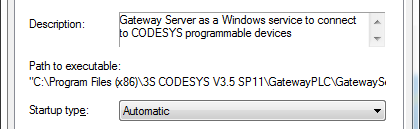 Description:
Gateway Server as a Windows service to connect
to CODESYS programmable devices
Path to executable:
"C:\Program Files (x86)\3S CODESYS V3.5 SP11\GatewayPLC\GatewaySe
Startup type:
Automatic